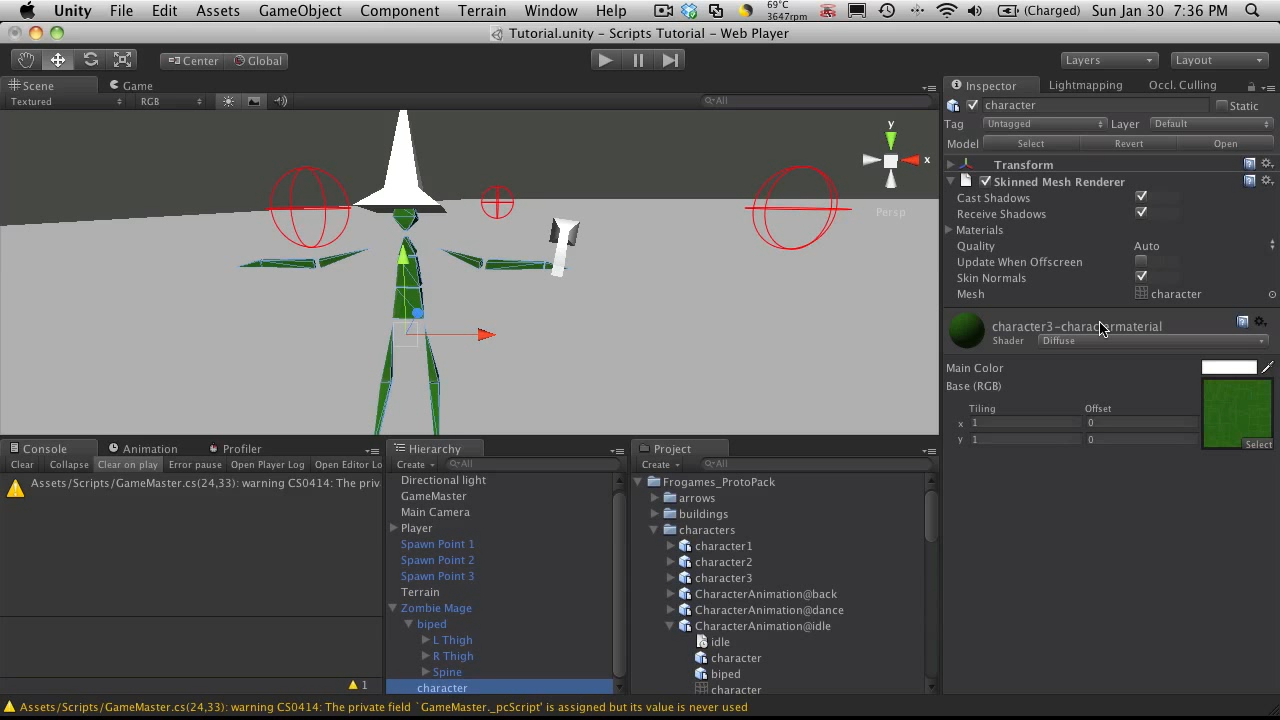 Unity File Edit Assets GameObject Component Terrain Window Help 69°C 3647rpm (Charged) Sun Jan 30 7:36 PM
Tutorial.unity - Scripts Tutorial - Web Player
Center Global Layers Layout
Scene Game
Textured RGB All
y
x
Persp
Inspector Lightmapping Occl. Culling
character Static
Tag Untagged Layer Default
Model Select Revert Open
Transform
Skinned Mesh Renderer
Cast Shadows
Receive Shadows
Materials
Quality Auto
Update When Offscreen
Skin Normals
Mesh character
character3-charactermaterial
Shader Diffuse
Main Color
Base (RGB)
Tiling Offset
x 1 0
y 1 0
Select
Console Animation Profiler
Clear Collapse Clear on play Error pause Open Player Log Open Editor Lo
Assets/Scripts/GameMaster.cs(24,33): warning CS0414: The priv
1
Hierarchy
Create All
Directional light
GameMaster
Main Camera
Player
Spawn Point 1
Spawn Point 2
Spawn Point 3
Terrain
Zombie Mage
biped
L Thigh
R Thigh
Spine
character
Project
Create All
Frogames_ProtoPack
arrows
buildings
characters
character1
character2
character3
CharacterAnimation@back
CharacterAnimation@dance
CharacterAnimation@idle
idle
character
biped
character
Assets/Scripts/GameMaster.cs(24,33): warning CS0414: The private field `GameMaster._pcScript' is assigned but its value is never used